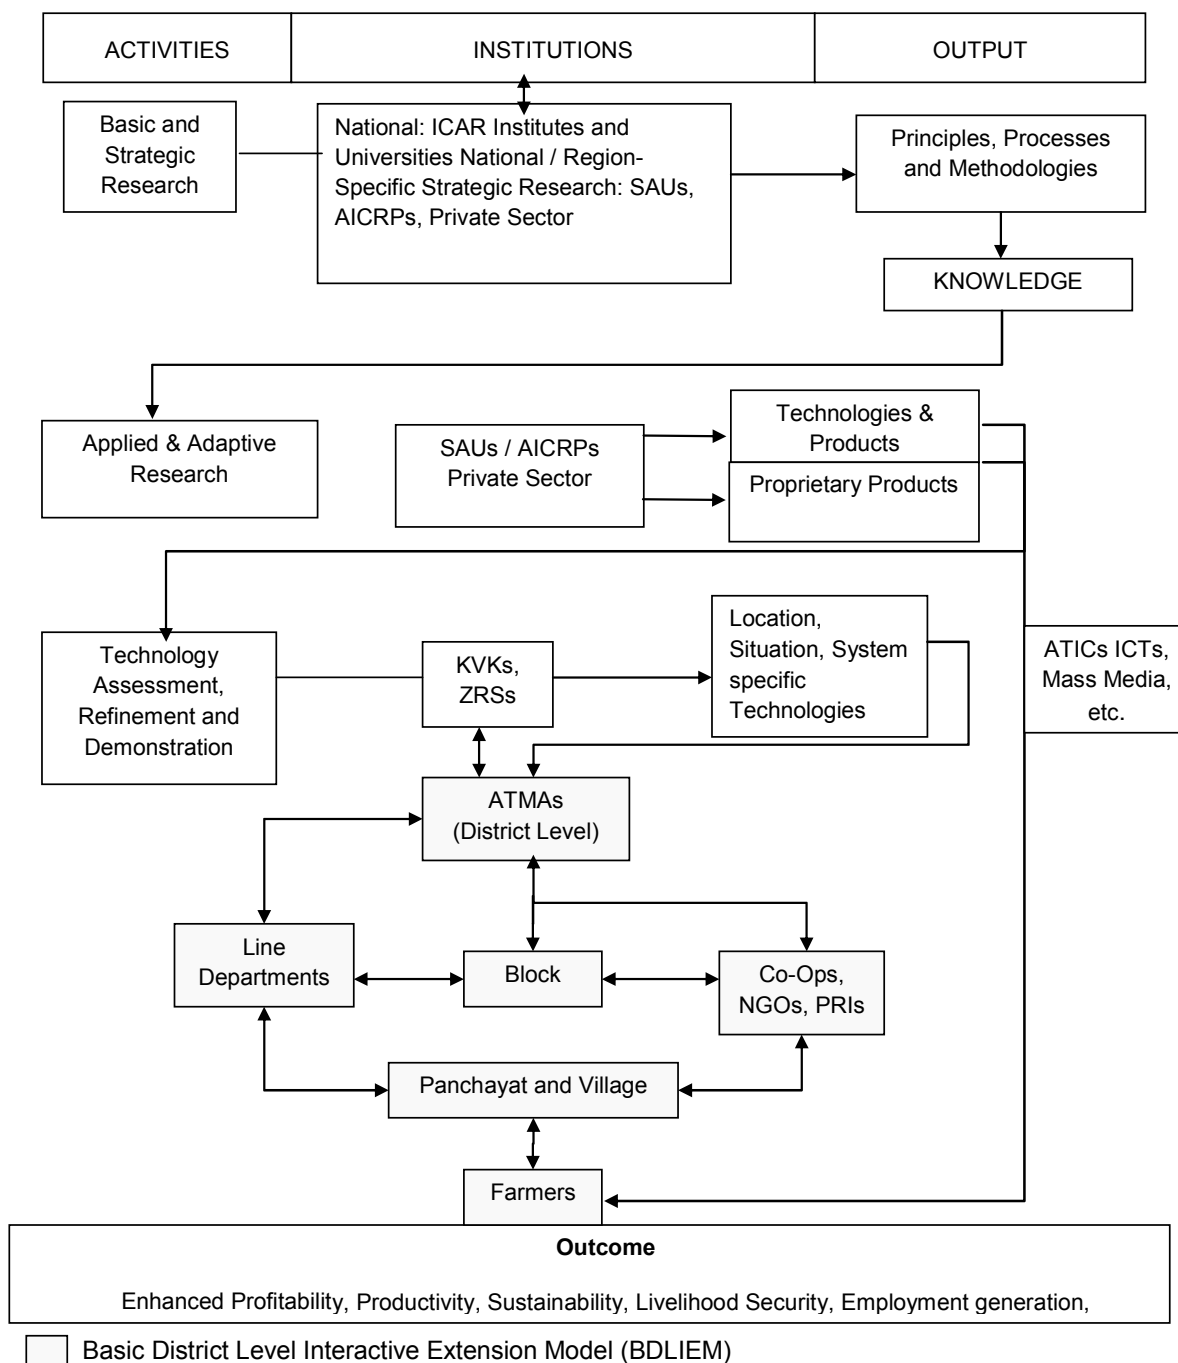 ACTIVITIES
INSTITUTIONS
OUTPUT
Basic and
Strategic
Research
National: ICAR Institutes and
Universities National / Region-
Specific Strategic Research: SAUs,
AICRPs, Private Sector
Principles, Processes
and Methodologies
KNOWLEDGE
Applied & Adaptive
Research
SAUs / AICRPs
Private Sector
Technologies &
Products
Proprietary Products
Technology
Assessment,
Refinement and
Demonstration
KVKs,
ZRSs
Location,
Situation, System
specific
Technologies
ATICs ICTs,
Mass Media,
etc.
ATMAs
(District Level)
Line
Departments
Block
Co-Ops,
NGOs, PRIs
Panchayat and Village
Farmers
Outcome
Enhanced Profitability, Productivity, Sustainability, Livelihood Security, Employment generation,
Basic District Level Interactive Extension Model (BDLIEM)